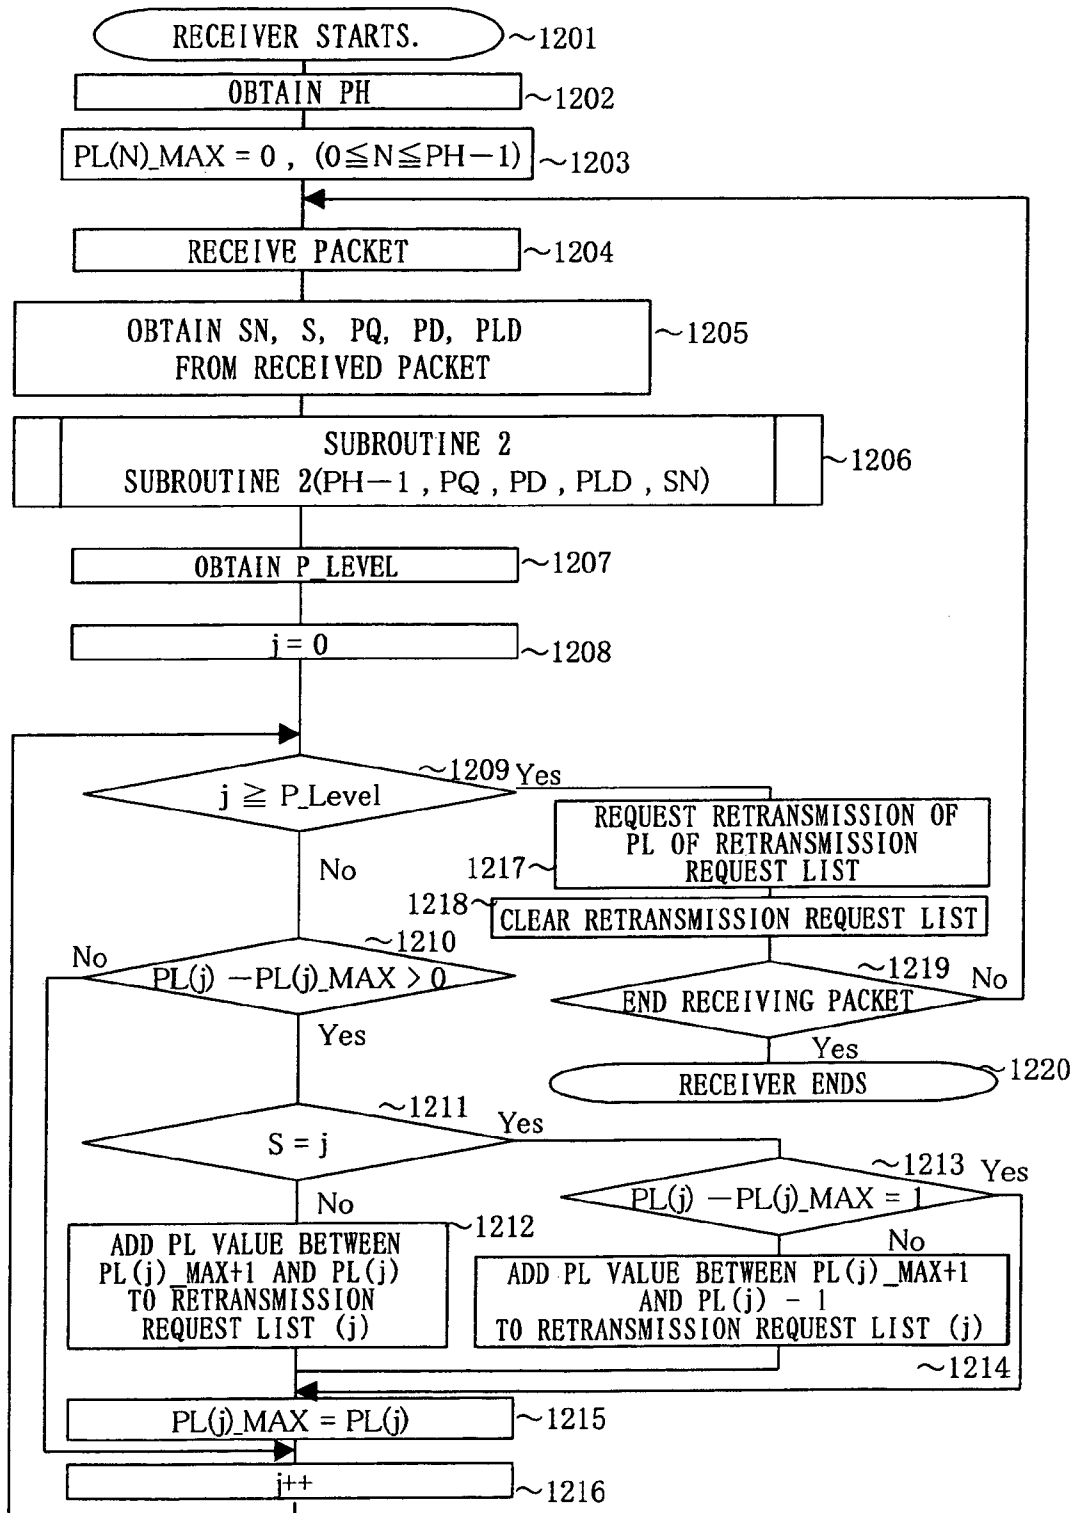 RECEIVER STARTS.
~1201
OBTAIN PH
~1202
PL(N)_MAX = 0 , (0≦N≦PH−1)
~1203
RECEIVE PACKET
~1204
OBTAIN SN, S, PQ, PD, PLD
FROM RECEIVED PACKET
~1205
SUBROUTINE 2
SUBROUTINE 2(PH−1 , PQ , PD , PLD , SN)
~1206
OBTAIN P_LEVEL
~1207
j = 0
~1208
j ≧ P_Level
~1209
Yes
No
REQUEST RETRANSMISSION OF
PL OF RETRANSMISSION
REQUEST LIST
1217~
1218~
CLEAR RETRANSMISSION REQUEST LIST
~1210
No
PL(j) −PL(j)_MAX > 0
Yes
~1219
No
END RECEIVING PACKET
Yes
RECEIVER ENDS
~1220
~1211
S = j
Yes
No
~1213
Yes
PL(j) −PL(j)_MAX = 1
No
~1212
ADD PL VALUE BETWEEN
PL(j)_MAX+1 AND PL(j)
TO RETRANSMISSION
REQUEST LIST (j)
ADD PL VALUE BETWEEN PL(j)_MAX+1
AND PL(j) - 1
TO RETRANSMISSION REQUEST LIST (j)
~1214
PL(j)_MAX = PL(j)
~1215
j++
~1216